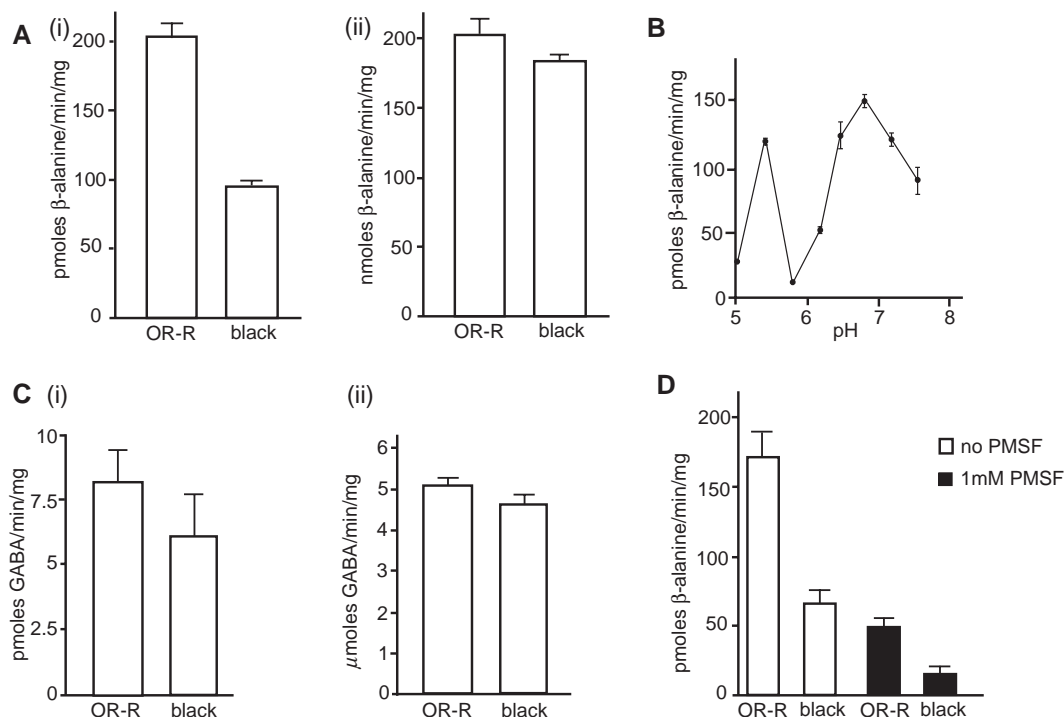 A (i)
pmoles β-alanine/min/mg
200
150
100
50
0
OR-R black
(ii)
nmoles β-alanine/min/mg
200
150
100
50
0
OR-R black
B
pmoles β-alanine/min/mg
150
100
50
0
5 6 7 8
pH
C (i)
pmoles GABA/min/mg
10
7.5
5
2.5
0
OR-R black
(ii)
μmoles GABA/min/mg
6
5
4
3
2
1
0
OR-R black
D
pmoles β-alanine/min/mg
200
150
100
50
0
no PMSF
1mM PMSF
OR-R black OR-R black